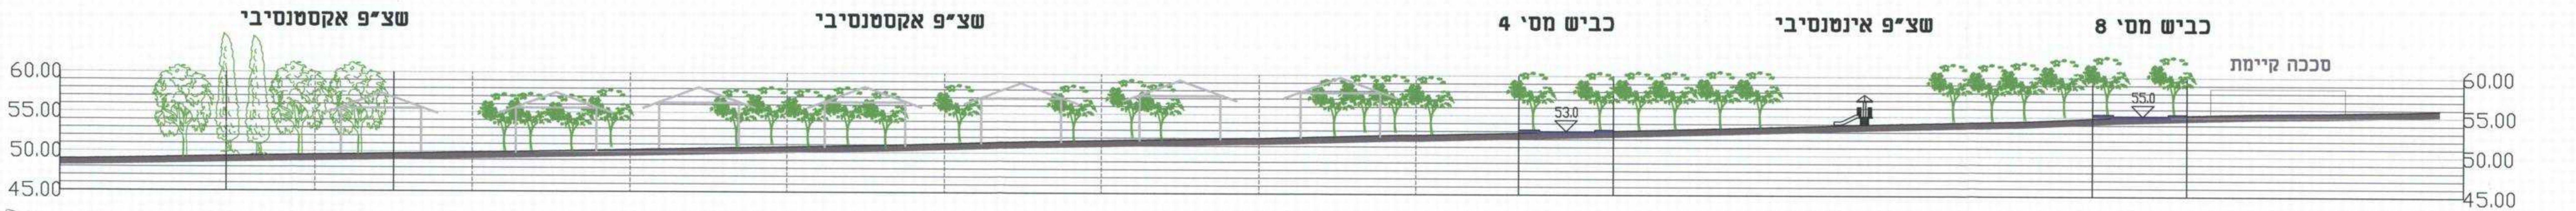 שצ"פ אקסטנסיבי
שצ"פ אקסטנסיבי
כביש מס' 4
שצ"פ אינטנסיבי
כביש מס' 8
סככה קיימת
60.00
55.00
50.00
45.00
53.0
55.0
60.00
55.00
50.00
45.00